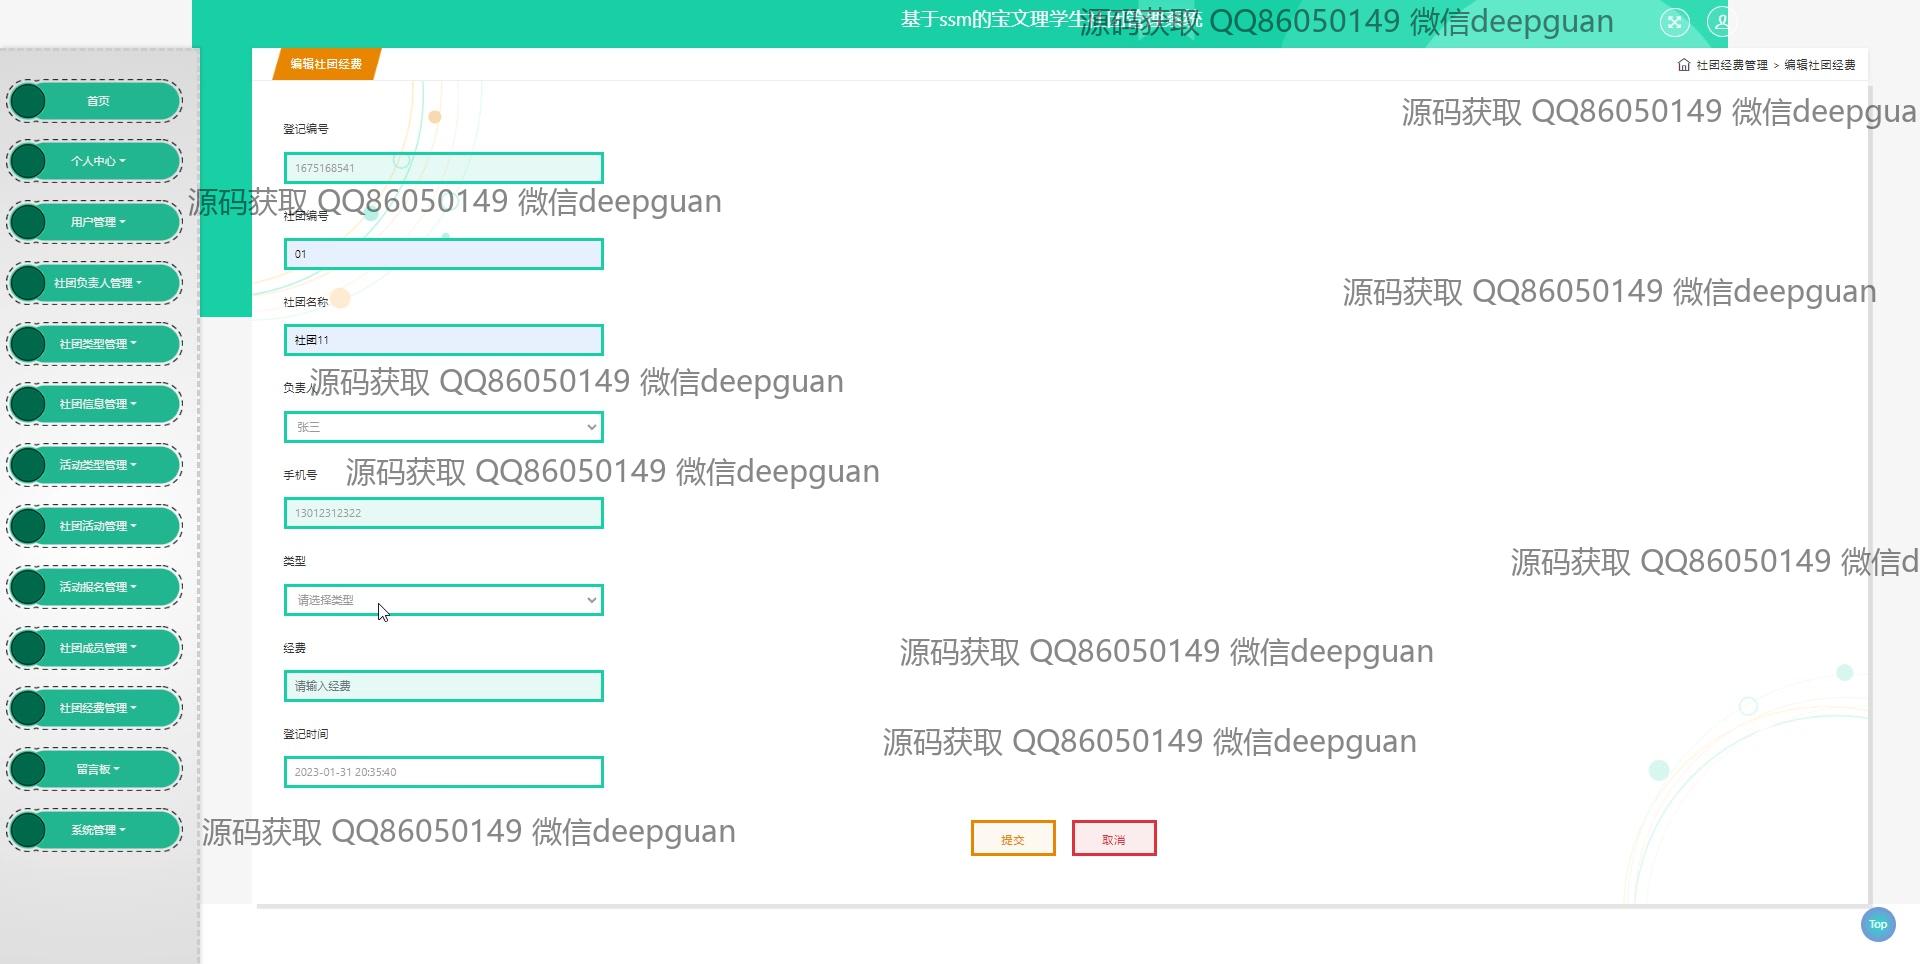 基于ssm的宝文理学生社团管理系统
源码获取 QQ86050149 微信deepguan
编辑社团经费
社团经费管理 > 编辑社团经费
首页
个人中心
用户管理
社团负责人管理
社团类型管理
社团信息管理
活动类型管理
社团活动管理
活动报名管理
社团成员管理
社团经费管理
留言板
系统管理
源码获取 QQ86050149 微信deepgua
登记编号
1675168541
源码获取 QQ86050149 微信deepguan
社团编号
01
源码获取 QQ86050149 微信deepguan
社团名称
社团11
源码获取 QQ86050149 微信deepguan
负责人
张三
源码获取 QQ86050149 微信deepguan
手机号
13012312322
类型
源码获取 QQ86050149 微信d
请选择类型
经费
源码获取 QQ86050149 微信deepguan
请输入经费
登记时间
源码获取 QQ86050149 微信deepguan
2023-01-31 20:35:40
源码获取 QQ86050149 微信deepguan
提交
取消
Top